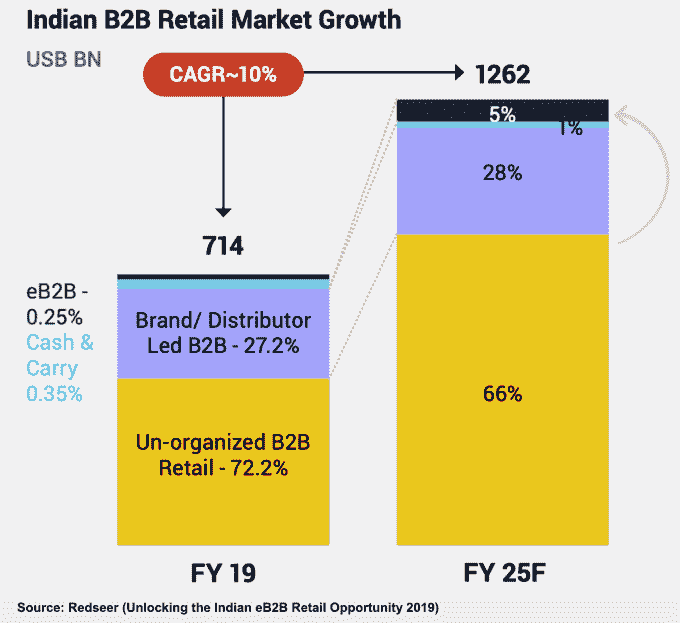 Indian B2B Retail Market Growth
USB BN
CAGR~10%
1262
5%
1%
28%
714
eB2B -
0.25%
Cash &
Carry
0.35%
Brand/ Distributor
Led B2B - 27.2%
66%
Un-organized B2B
Retail - 72.2%
FY 19
FY 25F
Source: Redseer (Unlocking the Indian eB2B Retail Opportunity 2019)